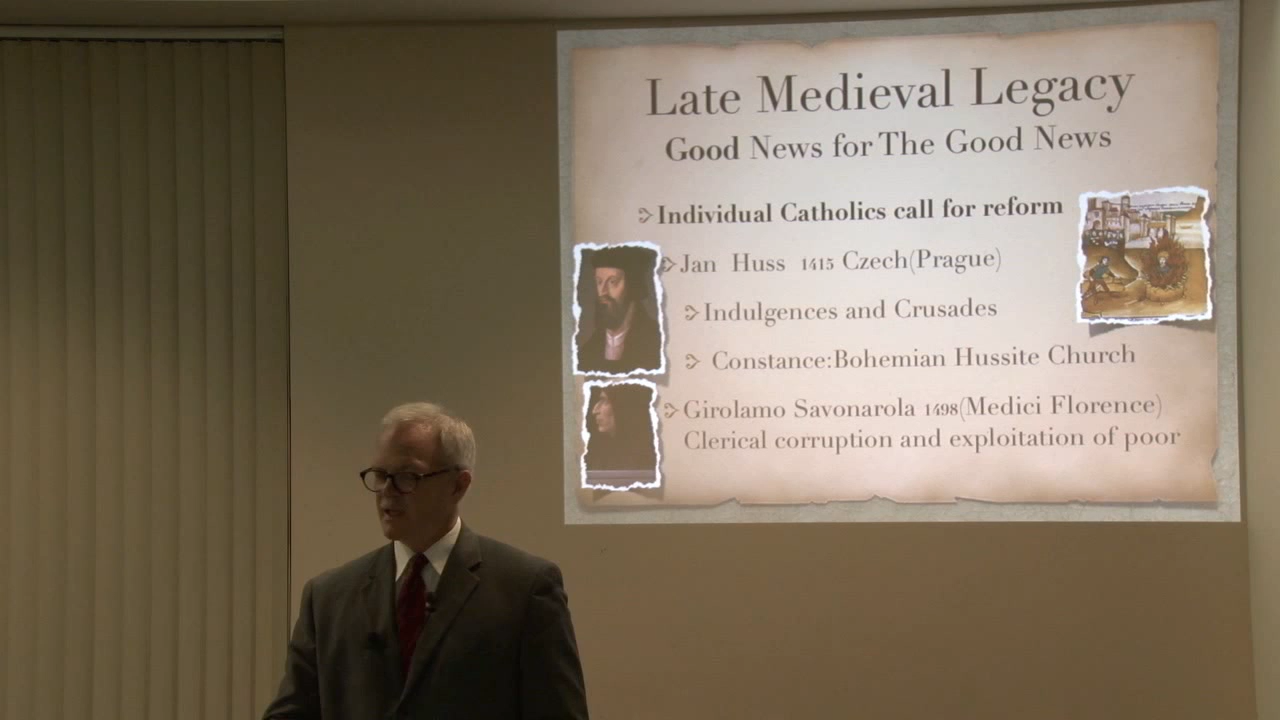 Late Medieval Legacy
Good News for The Good News
Individual Catholics call for reform
Jan Huss 1415 Czech(Prague)
Indulgences and Crusades
Constance:Bohemian Hussite Church
Girolamo Savonarola 1498(Medici Florence)
Clerical corruption and exploitation of poor